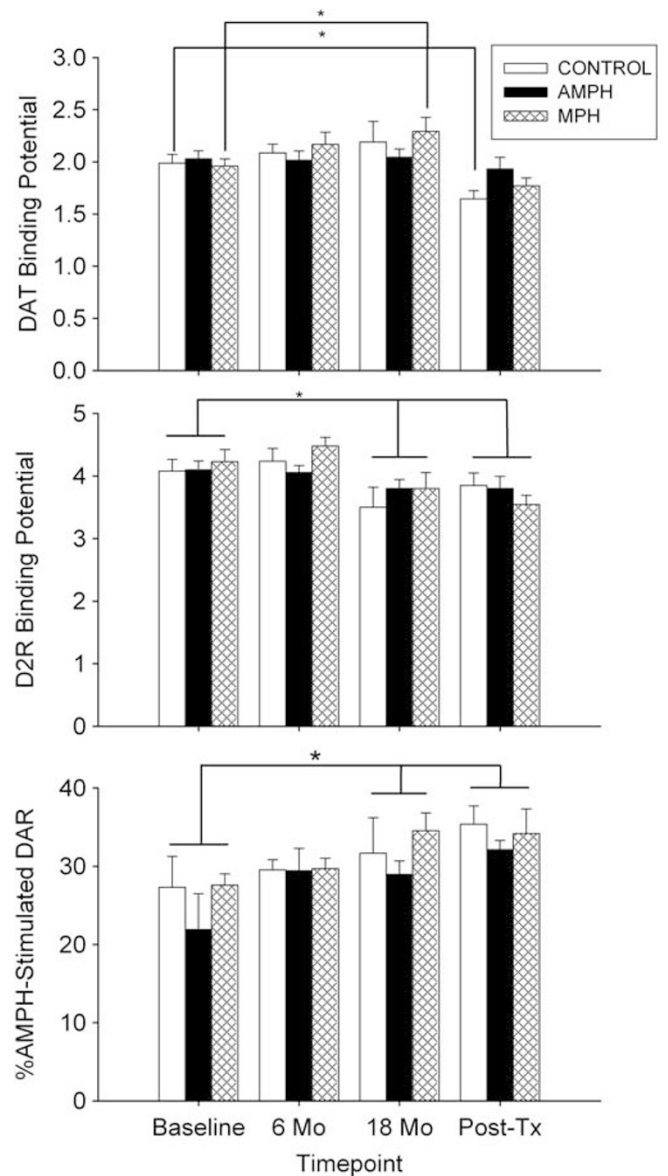 *
*
3.0
2.5
2.0
1.5
1.0
0.5
0.0
DAT Binding Potential
CONTROL
AMPH
MPH
*
5
4
3
2
1
0
D2R Binding Potential
*
40
30
20
10
0
%AMPH-Stimulated DAR
Baseline 6 Mo 18 Mo Post-Tx
Timepoint